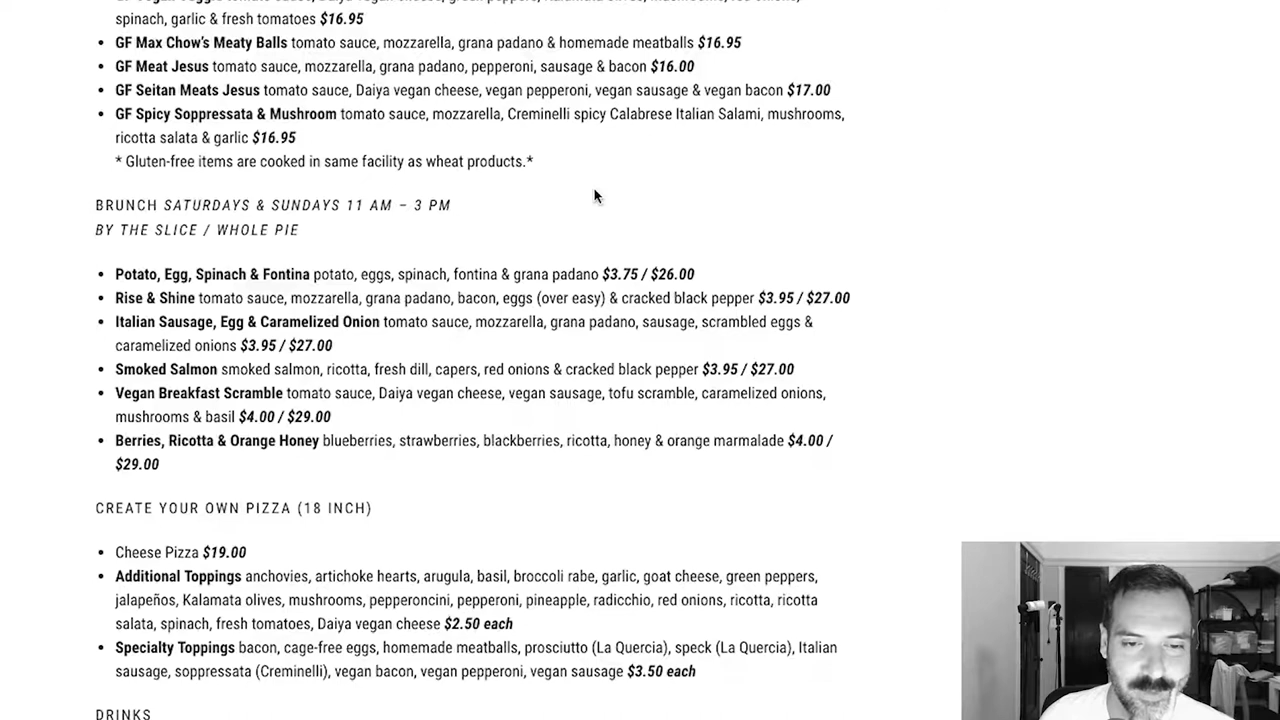 spinach, garlic & fresh tomatoes $16.95
• GF Max Chow's Meaty Balls tomato sauce, mozzarella, grana padano & homemade meatballs $16.95
• GF Meat Jesus tomato sauce, mozzarella, grana padano, pepperoni, sausage & bacon $16.00
• GF Seitan Meats Jesus tomato sauce, Daiya vegan cheese, vegan pepperoni, vegan sausage & vegan bacon $17.00
• GF Spicy Soppressata & Mushroom tomato sauce, mozzarella, Creminelli spicy Calabrese Italian Salami, mushrooms,
ricotta salata & garlic $16.95
* Gluten-free items are cooked in same facility as wheat products.*
BRUNCH SATURDAYS & SUNDAYS 11 AM – 3 PM
BY THE SLICE / WHOLE PIE
• Potato, Egg, Spinach & Fontina potato, eggs, spinach, fontina & grana padano $3.75 / $26.00
• Rise & Shine tomato sauce, mozzarella, grana padano, bacon, eggs (over easy) & cracked black pepper $3.95 / $27.00
• Italian Sausage, Egg & Caramelized Onion tomato sauce, mozzarella, grana padano, sausage, scrambled eggs &
caramelized onions $3.95 / $27.00
• Smoked Salmon smoked salmon, ricotta, fresh dill, capers, red onions & cracked black pepper $3.95 / $27.00
• Vegan Breakfast Scramble tomato sauce, Daiya vegan cheese, vegan sausage, tofu scramble, caramelized onions,
mushrooms & basil $4.00 / $29.00
• Berries, Ricotta & Orange Honey blueberries, strawberries, blackberries, ricotta, honey & orange marmalade $4.00 /
$29.00
CREATE YOUR OWN PIZZA (18 INCH)
• Cheese Pizza $19.00
• Additional Toppings anchovies, artichoke hearts, arugula, basil, broccoli rabe, garlic, goat cheese, green peppers,
jalapeños, Kalamata olives, mushrooms, pepperoncini, pepperoni, pineapple, radicchio, red onions, ricotta, ricotta
salata, spinach, fresh tomatoes, Daiya vegan cheese $2.50 each
• Specialty Toppings bacon, cage-free eggs, homemade meatballs, prosciutto (La Quercia), speck (La Quercia), Italian
sausage, soppressata (Creminelli), vegan bacon, vegan pepperoni, vegan sausage $3.50 each
DRINKS